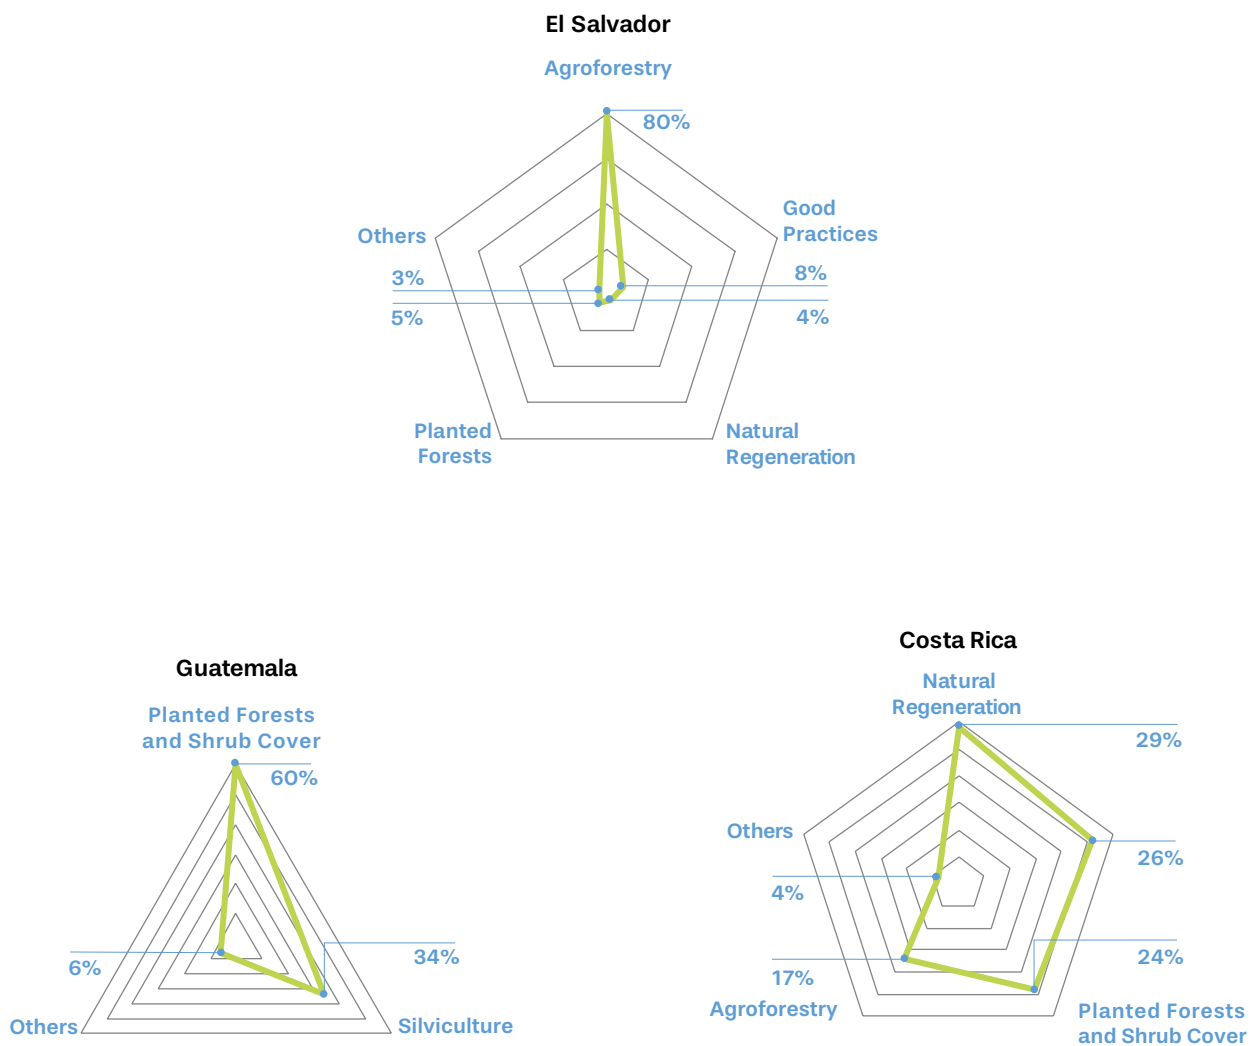 El Salvador
Agroforestry
80%
Good
Practices
Others
8%
3%
4%
5%
Planted
Forests
Natural
Regeneration
Guatemala
Planted Forests
and Shrub Cover
60%
34%
6%
Others
Silviculture
Costa Rica
Natural
Regeneration
29%
Others
26%
4%
24%
17%
Agroforestry
Planted Forests
and Shrub Cover